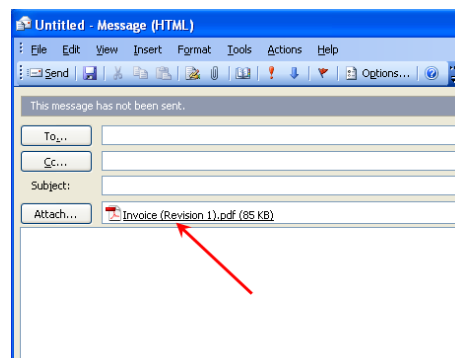 Untitled - Message (HTML)
File Edit View Insert Format Tools Actions Help
Send Options...
This message has not been sent.
To...
Cc...
Subject:
Attach... Invoice (Revision 1).pdf (85 KB)